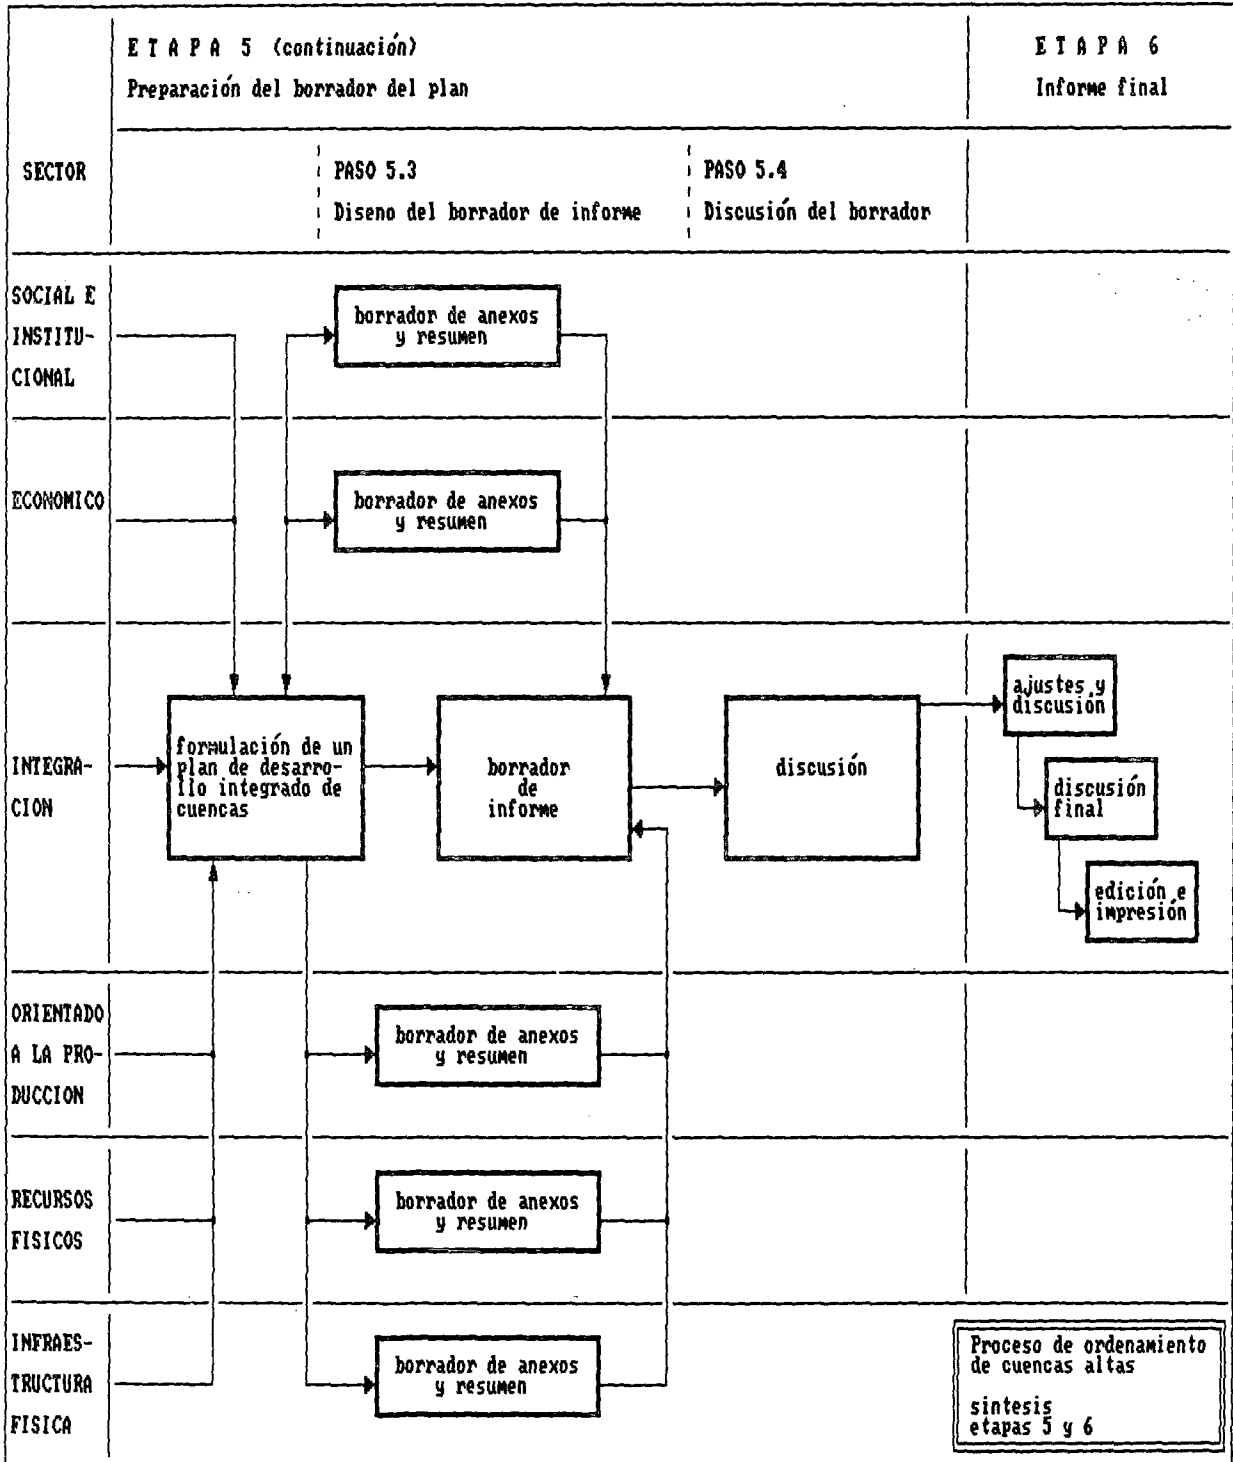 E T A P A 5 (continuación)
Preparación del borrador del plan
E T A P A 6
Informe final
SECTOR
PASO 5.3
Diseno del borrador de informe
PASO 5.4
Discusión del borrador
SOCIAL E
INSTITU-
CIONAL
borrador de anexos
y resumen
ECONOMICO
borrador de anexos
y resumen
INTEGRA-
CION
formulación de un
plan de desarro-
llo integrado de
cuencas
borrador
de
informe
discusión
ajustes y
discusión
discusión
final
edición e
impresión
ORIENTADO
A LA PRO-
DUCCION
borrador de anexos
y resumen
RECURSOS
FISICOS
borrador de anexos
y resumen
INFRAES-
TRUCTURA
FISICA
borrador de anexos
y resumen
Proceso de ordenamiento
de cuencas altas
sintesis
etapas 5 y 6